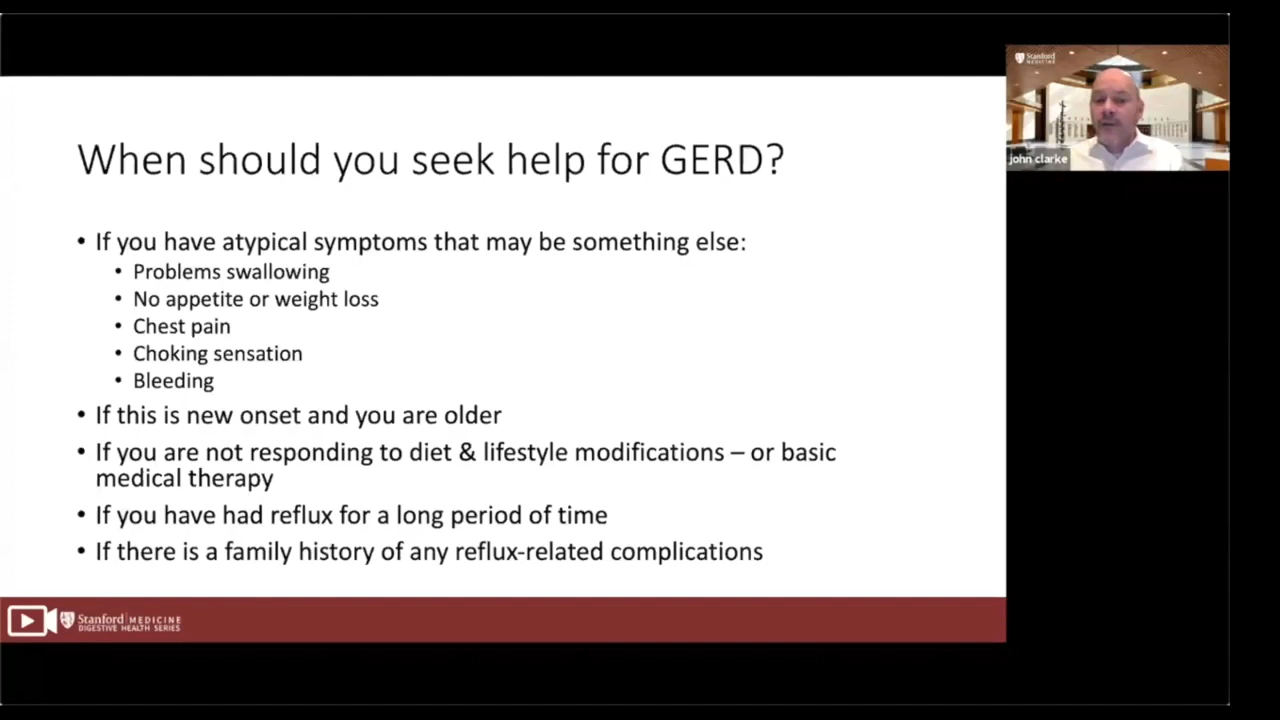 When should you seek help for GERD?
• If you have atypical symptoms that may be something else:
• Problems swallowing
• No appetite or weight loss
• Chest pain
• Choking sensation
• Bleeding
• If this is new onset and you are older
• If you are not responding to diet & lifestyle modifications – or basic
medical therapy
• If you have had reflux for a long period of time
• If there is a family history of any reflux-related complications
Stanford MEDICINE
DIGESTIVE HEALTH SERIES
Stanford
MEDICINE
john clarke